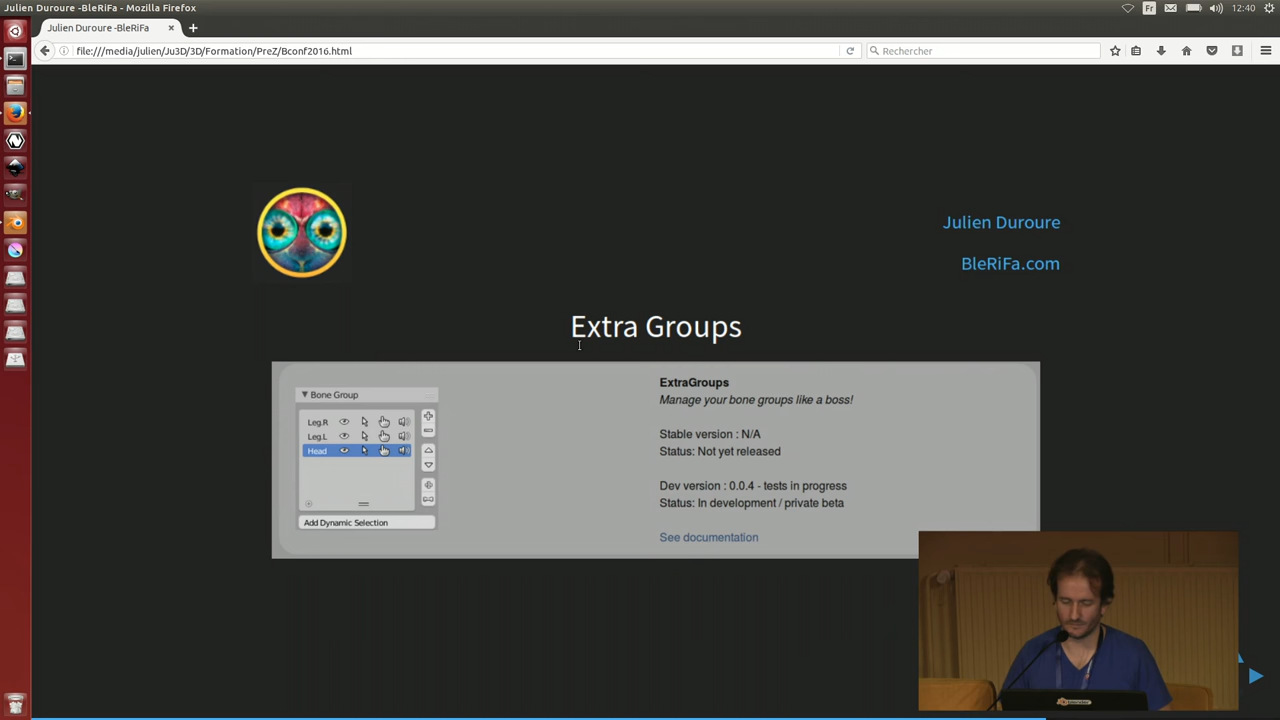 Julien Duroure -BleRiFa - Mozilla Firefox
Fr
12:40
Julien Duroure -BleRiFa
file:///media/julien/Ju3D/3D/Formation/PreZ/Bconf2016.html
Rechercher
Julien Duroure
BleRiFa.com
Extra Groups
Bone Group
Leg.R
Leg.L
Head
Add Dynamic Selection
ExtraGroups
Manage your bone groups like a boss!
Stable version : N/A
Status: Not yet released
Dev version : 0.0.4 - tests in progress
Status: In development / private beta
See documentation